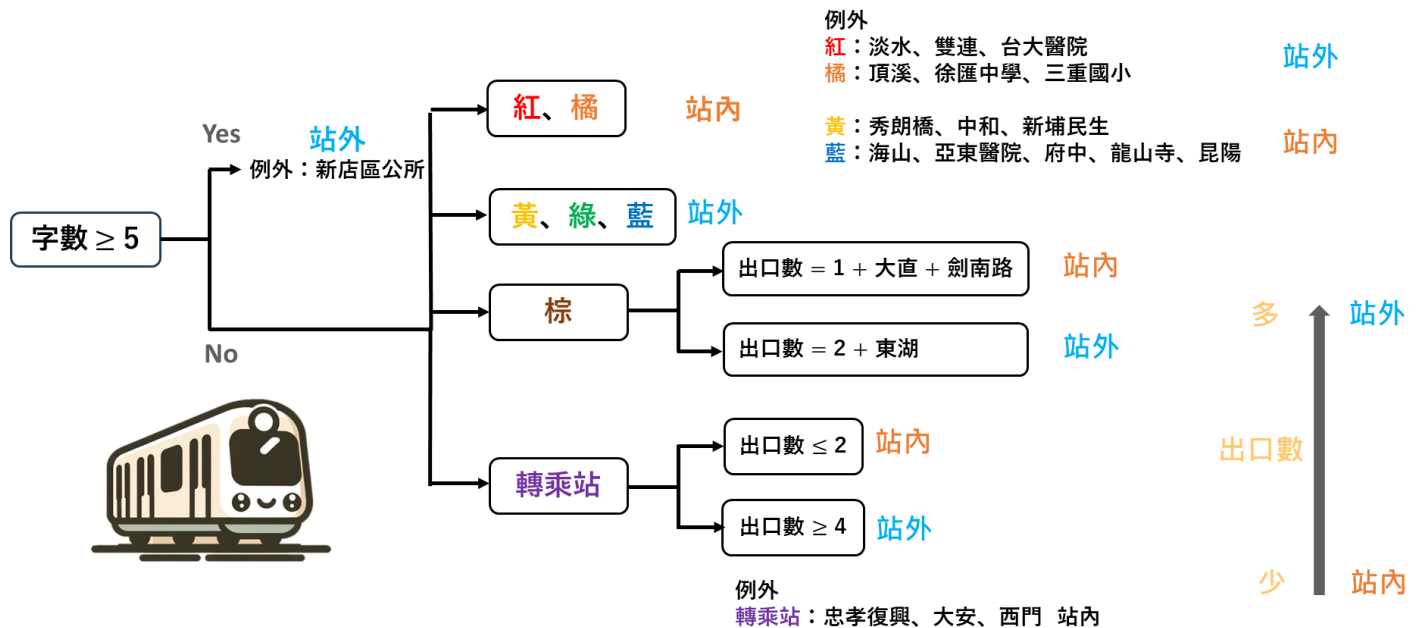 字數 ≥ 5
Yes
No
站外
例外：新店區公所
紅、橘
站內
黃、綠、藍
站外
棕
出口數 = 1 + 大直 + 劍南路
站內
出口數 = 2 + 東湖
站外
轉乘站
出口數 ≤ 2
站內
出口數 ≥ 4
站外
例外
轉乘站：忠孝復興、大安、西門 站內
例外
紅：淡水、雙連、台大醫院
橘：頂溪、徐匯中學、三重國小
站外
黃：秀朗橋、中和、新埔民生
藍：海山、亞東醫院、府中、龍山寺、昆陽
站內
多
站外
出口數
少
站內